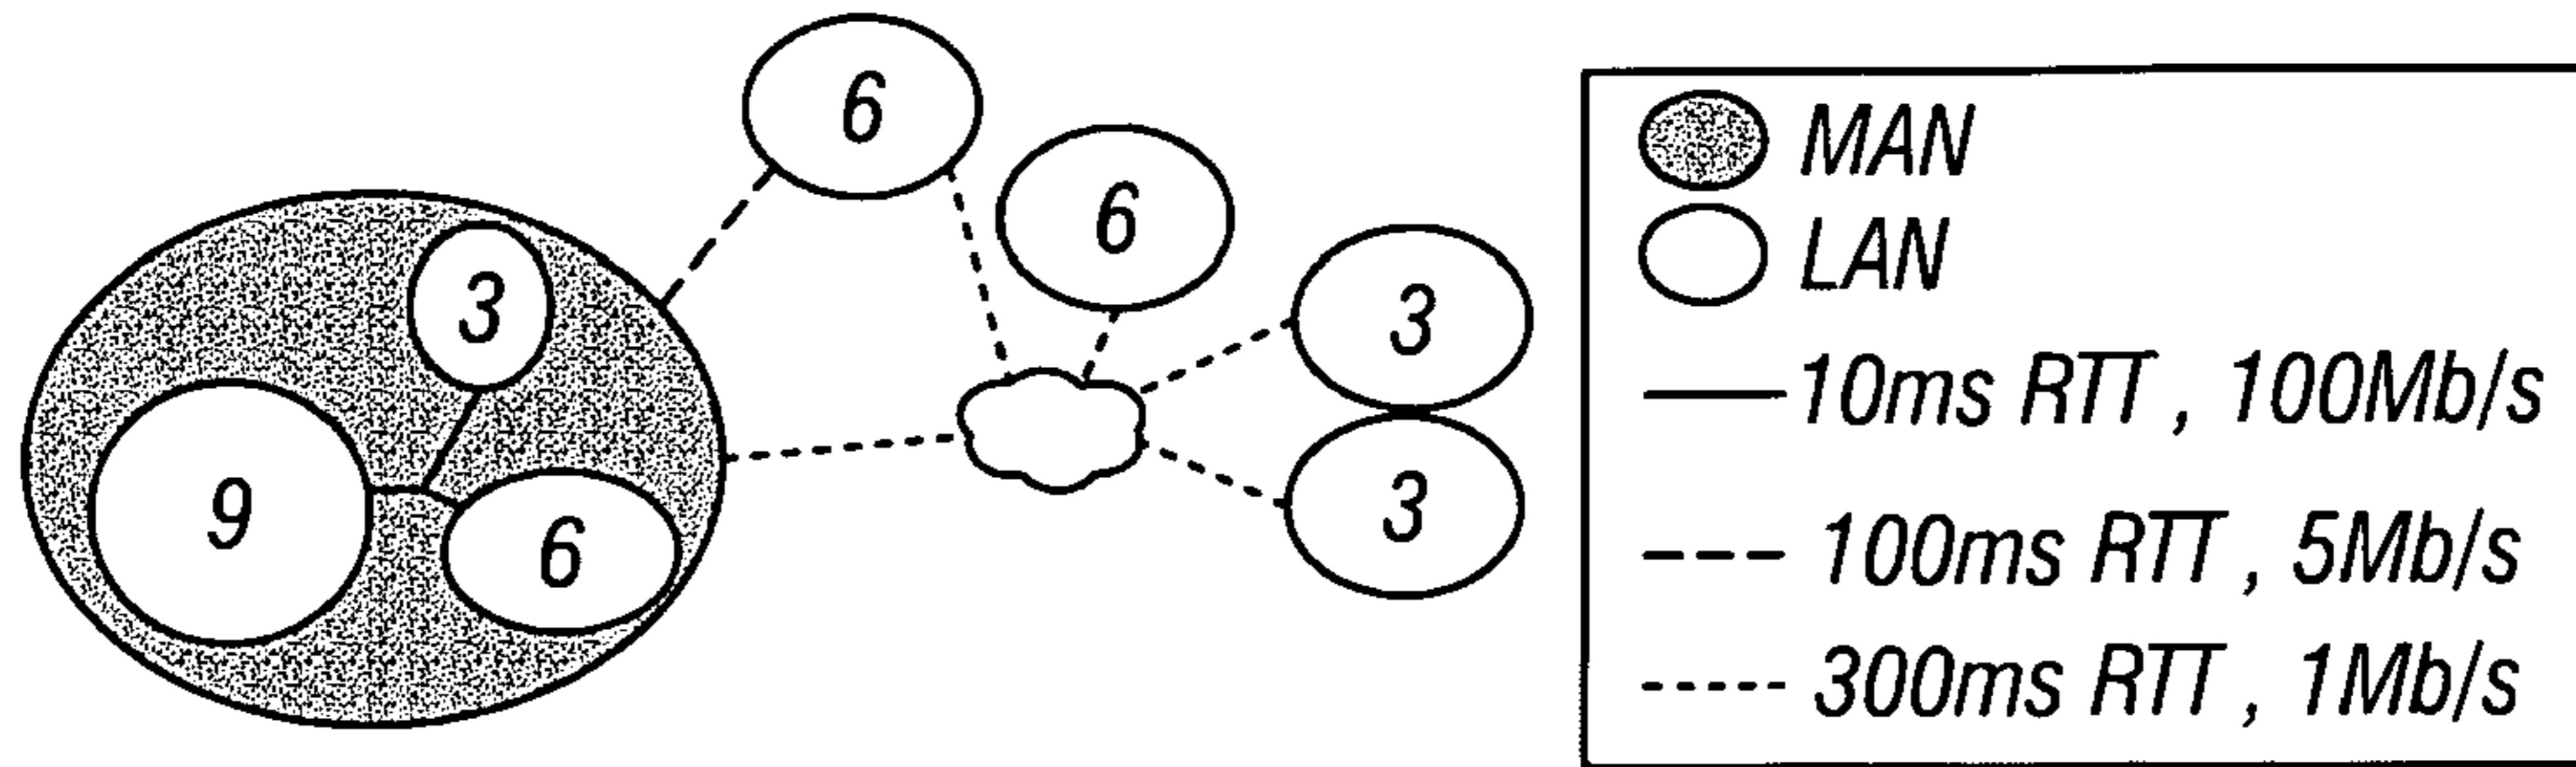 6
6
3
3
9
6
3
MAN
LAN
10ms RTT , 100Mb/s
100ms RTT , 5Mb/s
300ms RTT , 1Mb/s